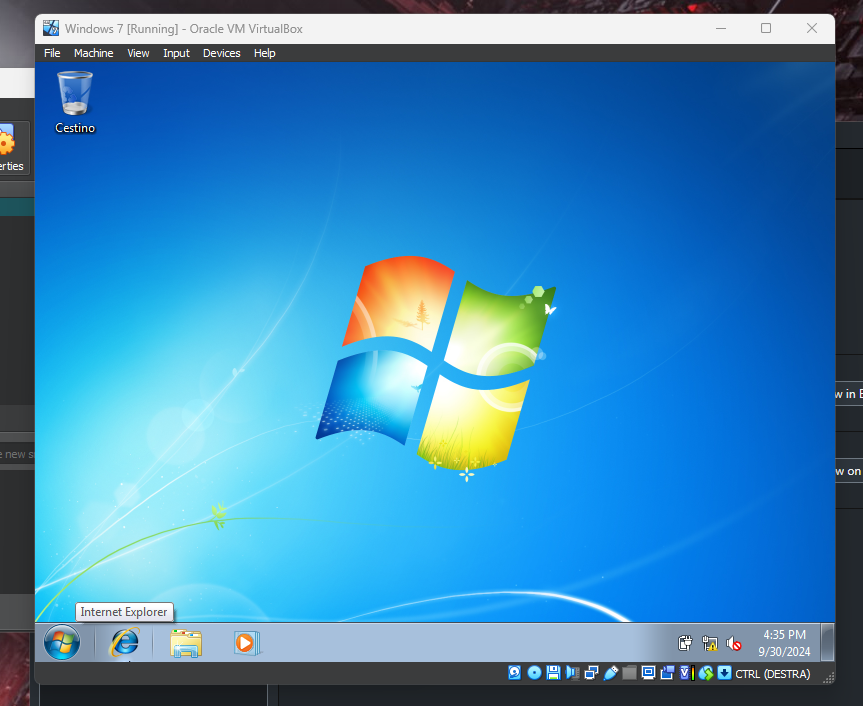 Windows 7 [Running] - Oracle VM VirtualBox
File Machine View Input Devices Help
Cestino
erties
w in E
e new s
w on
Internet Explorer
4:35 PM
9/30/2024
CTRL (DESTRA)